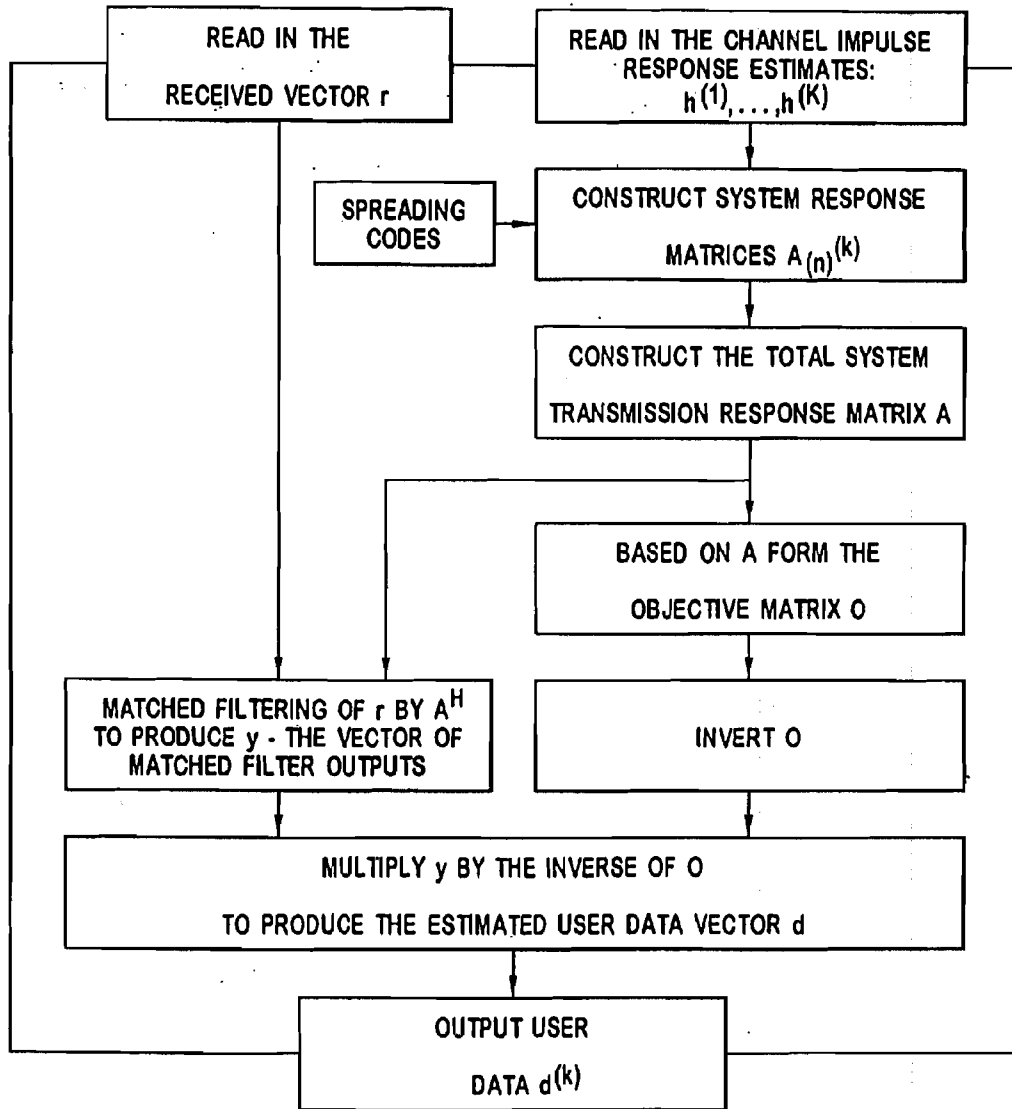 READ IN THE
RECEIVED VECTOR r
READ IN THE CHANNEL IMPULSE
RESPONSE ESTIMATES:
h(1),...,h(K)
SPREADING
CODES
CONSTRUCT SYSTEM RESPONSE
MATRICES A(n)(k)
CONSTRUCT THE TOTAL SYSTEM
TRANSMISSION RESPONSE MATRIX A
BASED ON A FORM THE
OBJECTIVE MATRIX O
MATCHED FILTERING OF r BY A^H
TO PRODUCE y - THE VECTOR OF
MATCHED FILTER OUTPUTS
INVERT O
MULTIPLY y BY THE INVERSE OF O
TO PRODUCE THE ESTIMATED USER DATA VECTOR d
OUTPUT USER
DATA d(k)